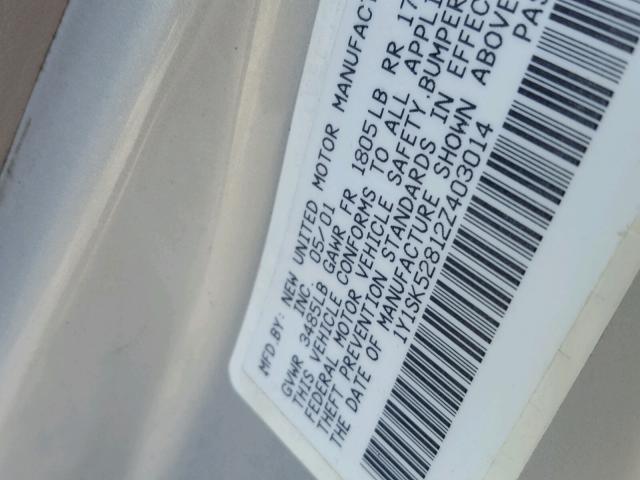 MFD BY: NEW UNITED MOTOR MANUFACT
INC 05/01
GVWR 3485LB GAWR FR 1805LB RR 17
THIS VEHICLE CONFORMS TO ALL APPLI
FEDERAL MOTOR VEHICLE SAFETY, BUMPER
THEFT PREVENTION STANDARDS IN EFFEC
THE DATE OF MANUFACTURE SHOWN ABOVE
1Y1SK52812Z403014 PAS